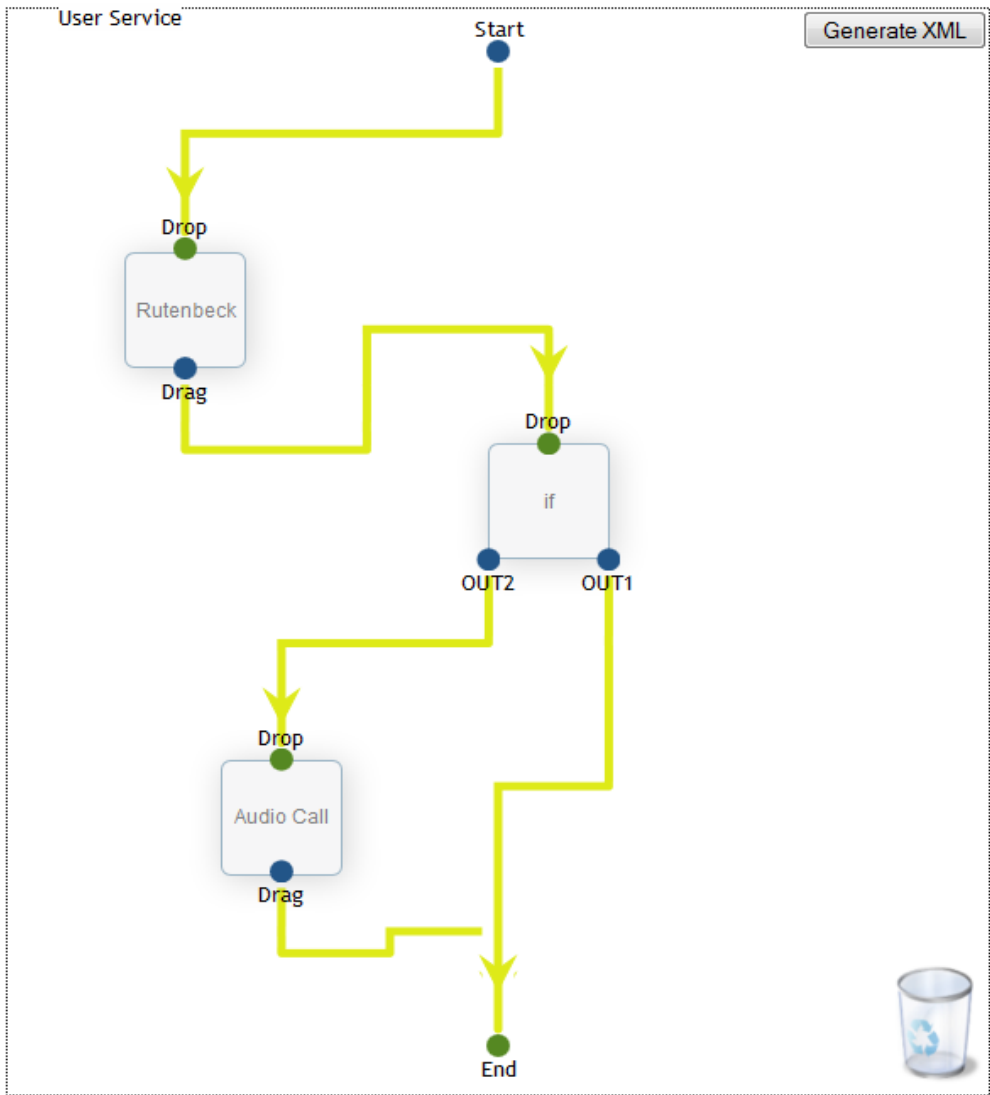 User Service
Generate XML
Start
Drop
Rutenbeck
Drag
Drop
if
OUT2
OUT1
Drop
Audio Call
Drag
End